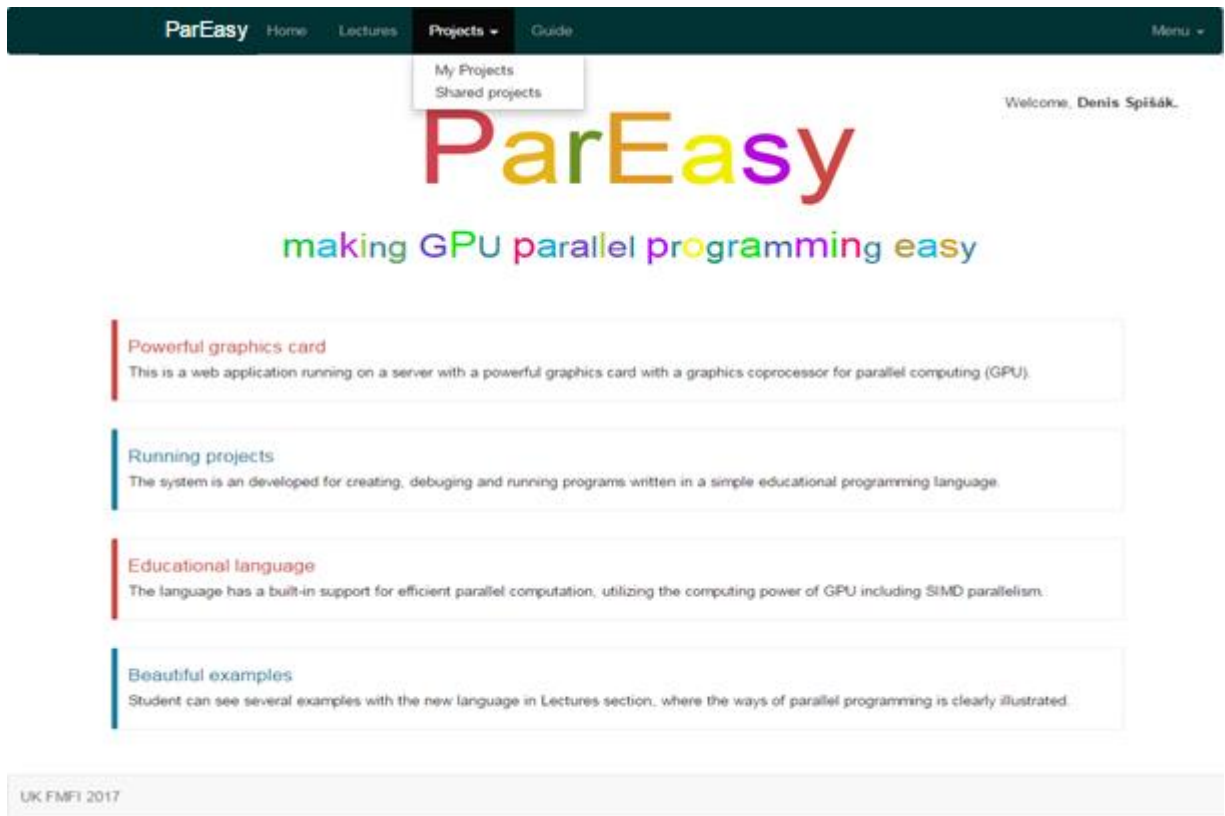 ParEasy Home Lectures Projects Guide Menu
My Projects
Shared projects
Welcome, Denis Spišák.
ParEasy
making GPU parallel programming easy
Powerful graphics card
This is a web application running on a server with a powerful graphics card with a graphics coprocessor for parallel computing (GPU).
Running projects
The system is an developed for creating, debuging and running programs written in a simple educational programming language.
Educational language
The language has a built-in support for efficient parallel computation, utilizing the computing power of GPU including SIMD parallelism.
Beautiful examples
Student can see several examples with the new language in Lectures section, where the ways of parallel programming is clearly illustrated.
UK FMFI 2017